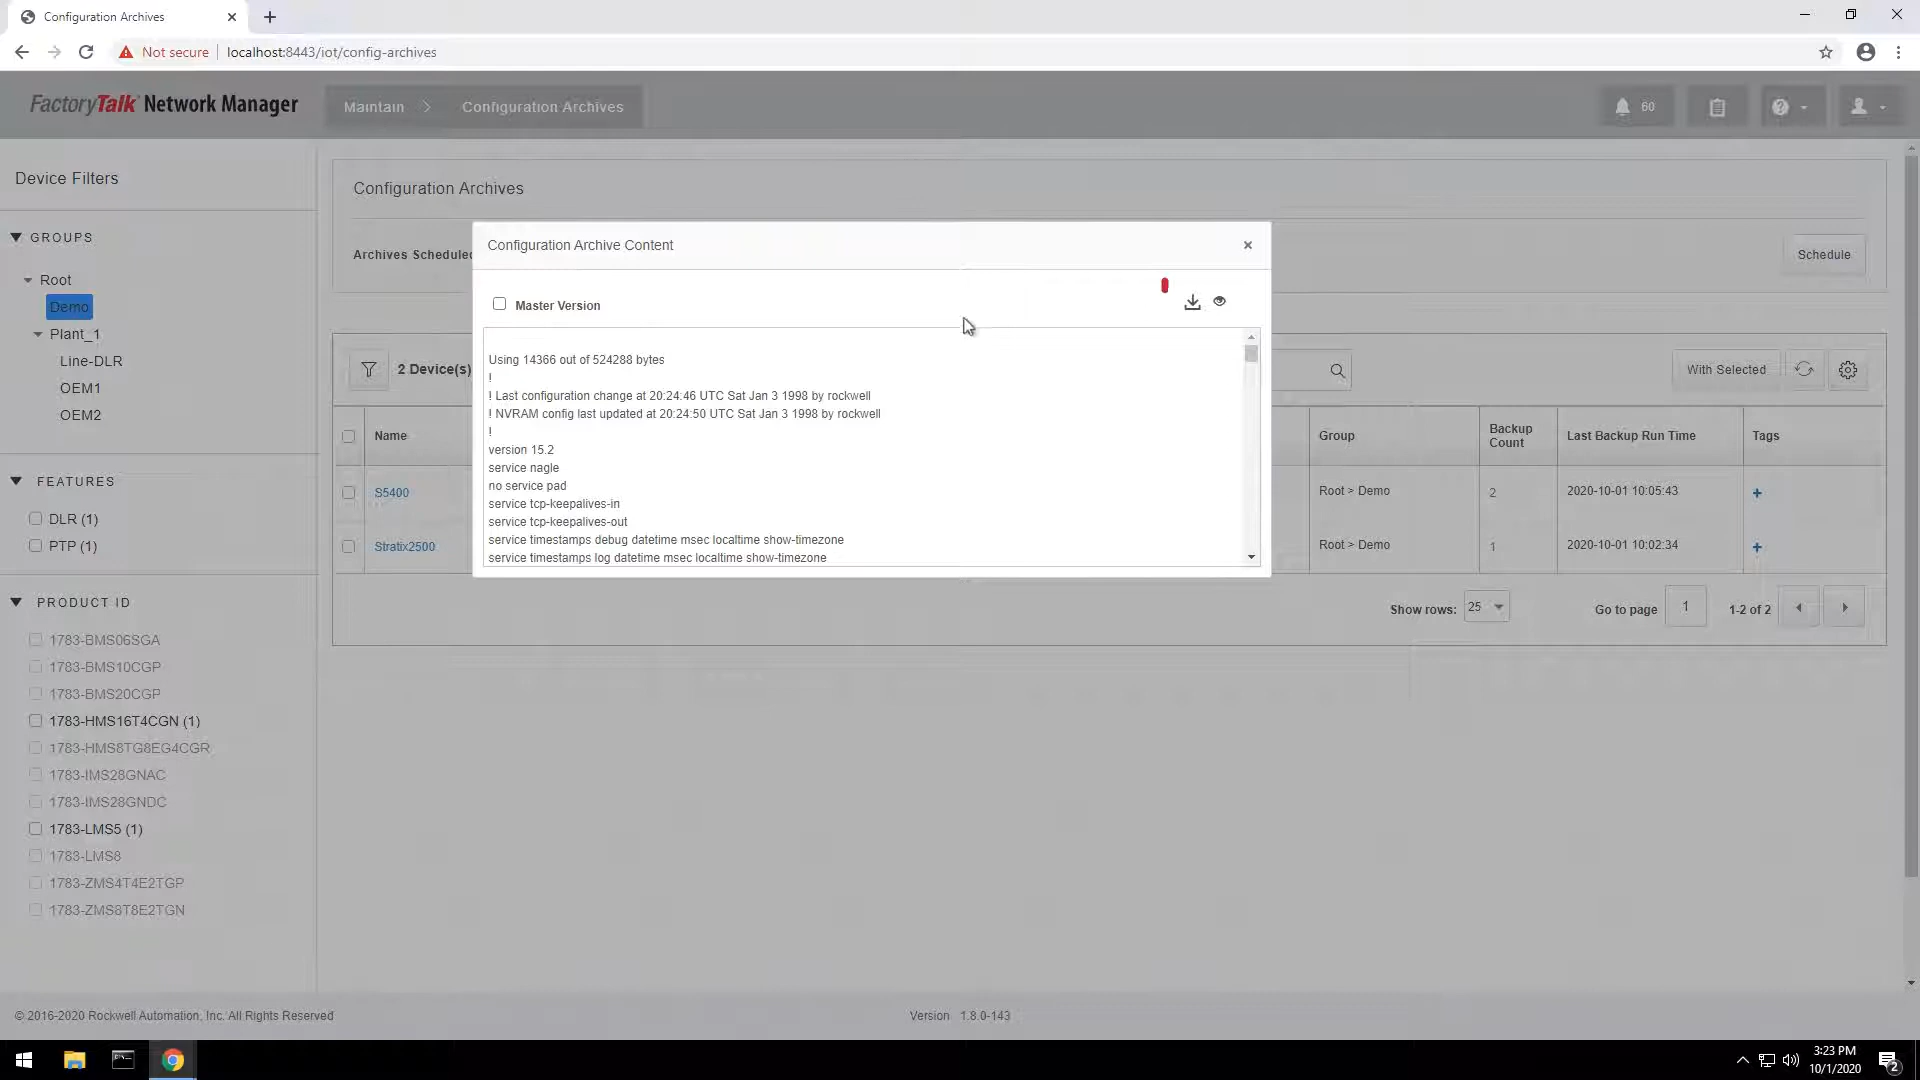 Configuration Archives
Not secure
localhost:8443/iot/config-archives
FactoryTalk Network Manager
Maintain
Configuration Archives
60
Device Filters
GROUPS
Root
Demo
Plant_1
Line-DLR
OEM1
OEM2
FEATURES
DLR (1)
PTP (1)
PRODUCT ID
1783-BMS06SGA
1783-BMS10CGP
1783-BMS20CGP
1783-HMS16T4CGN (1)
1783-HMS8TG8EG4CGR
1783-IMS28GNAC
1783-IMS28GNDC
1783-LMS5 (1)
1783-LMS8
1783-ZMS4T4E2TGP
1783-ZMS8T8E2TGN
Configuration Archives
Archives Scheduled
Schedule
Configuration Archive Content
Master Version
Using 14366 out of 524288 bytes
!
! Last configuration change at 20:24:46 UTC Sat Jan 3 1998 by rockwell
! NVRAM config last updated at 20:24:50 UTC Sat Jan 3 1998 by rockwell
!
version 15.2
service nagle
no service pad
service tcp-keepalives-in
service tcp-keepalives-out
service timestamps debug datetime msec localtime show-timezone
service timestamps log datetime msec localtime show-timezone
2 Device(s)
With Selected
Name Group Backup Count Last Backup Run Time Tags
S5400 Root > Demo 2 2020-10-01 10:05:43 +
Stratix2500 Root > Demo 1 2020-10-01 10:02:34 +
Show rows: 25 Go to page 1 1-2 of 2
© 2016-2020 Rockwell Automation, Inc. All Rights Reserved
Version 1.8.0-143
3:23 PM
10/1/2020
2